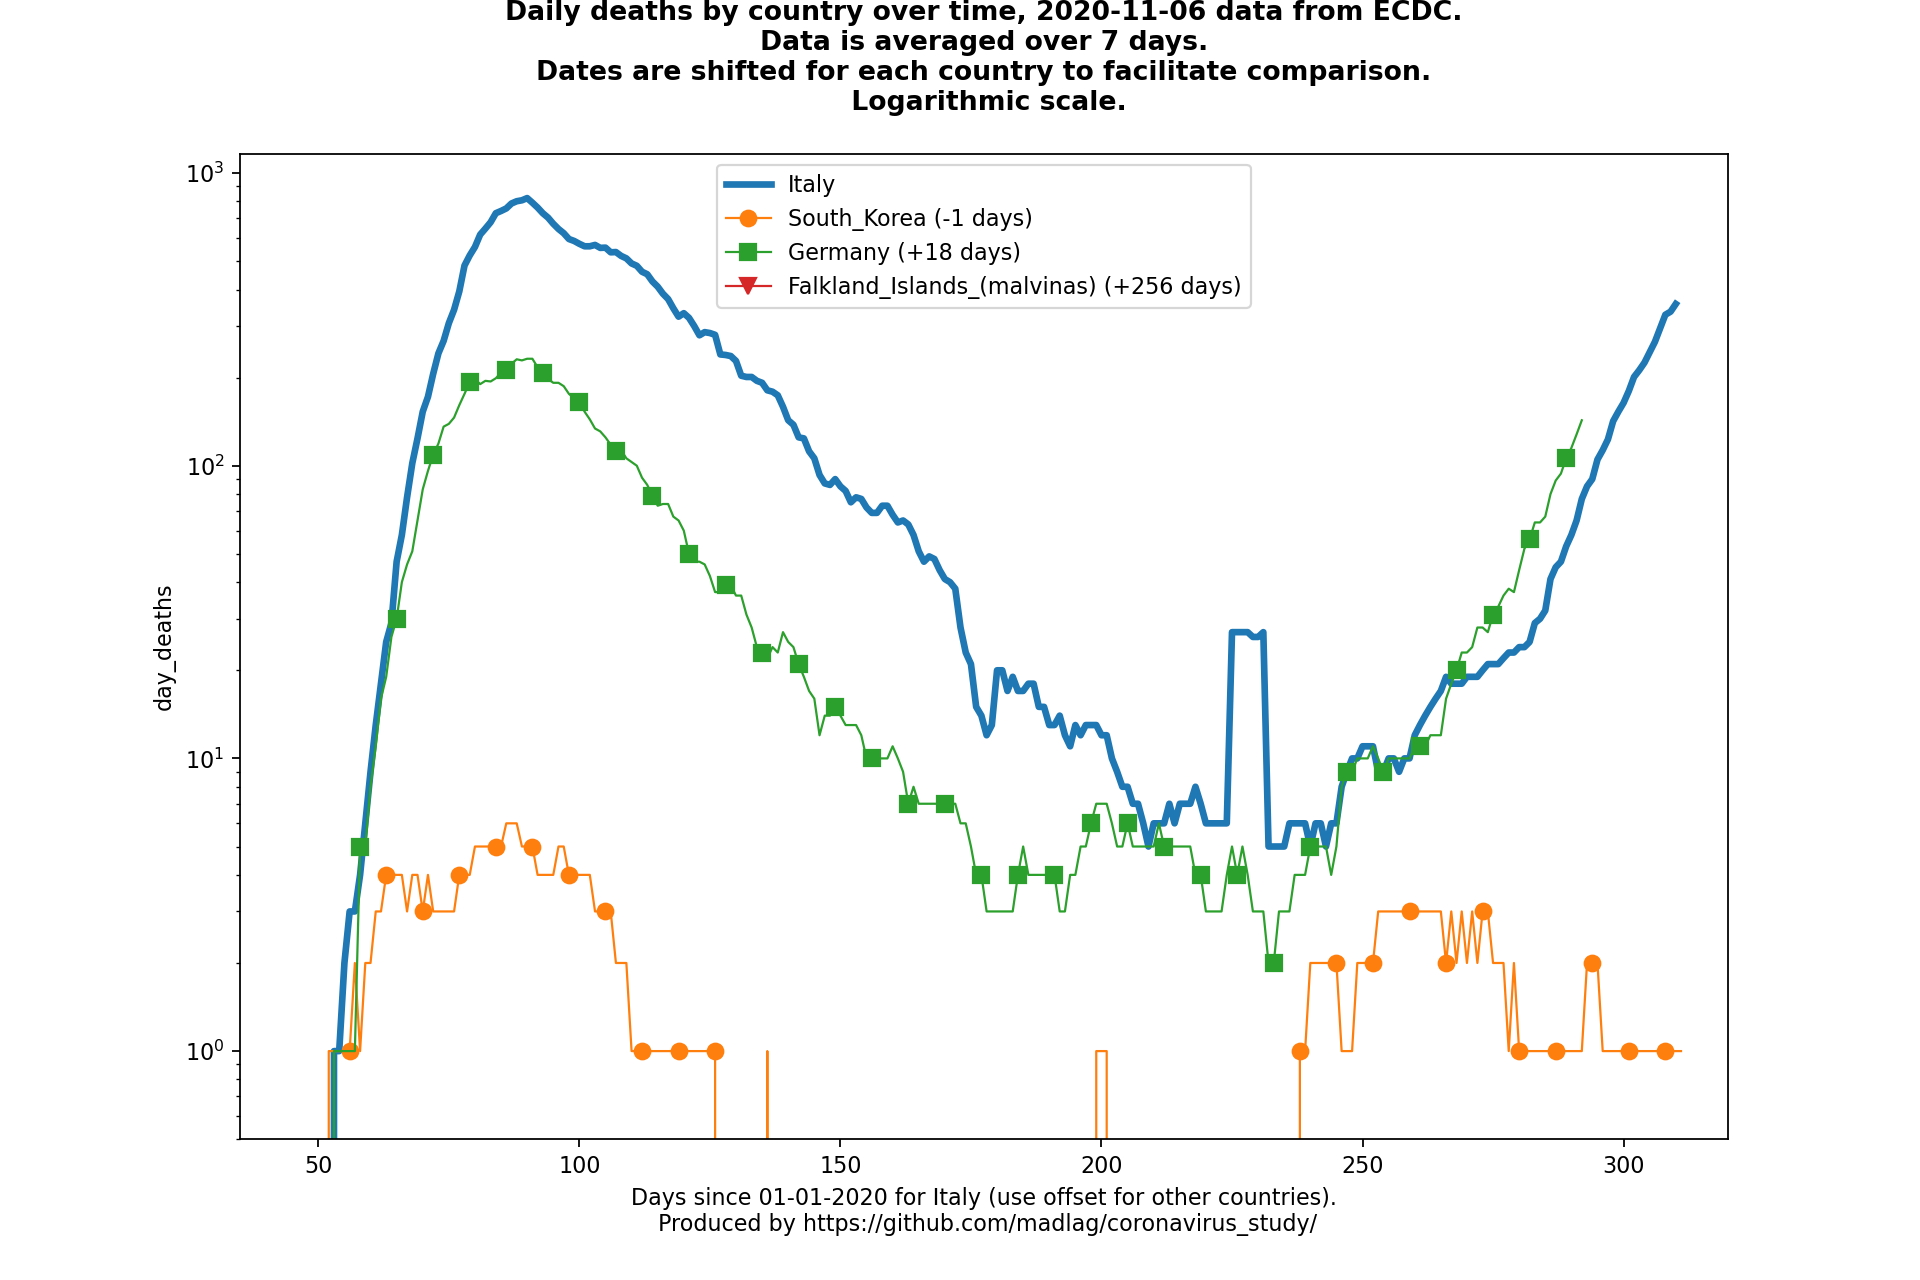 Daily deaths by country over time, 2020-11-06 data from ECDC.
Data is averaged over 7 days.
Dates are shifted for each country to facilitate comparison.
Logarithmic scale.
10³
10²
10¹
10⁰
day_deaths
Italy
South_Korea (-1 days)
Germany (+18 days)
Falkland_Islands_(malvinas) (+256 days)
50 100 150 200 250 300
Days since 01-01-2020 for Italy (use offset for other countries).
Produced by https://github.com/madlag/coronavirus_study/